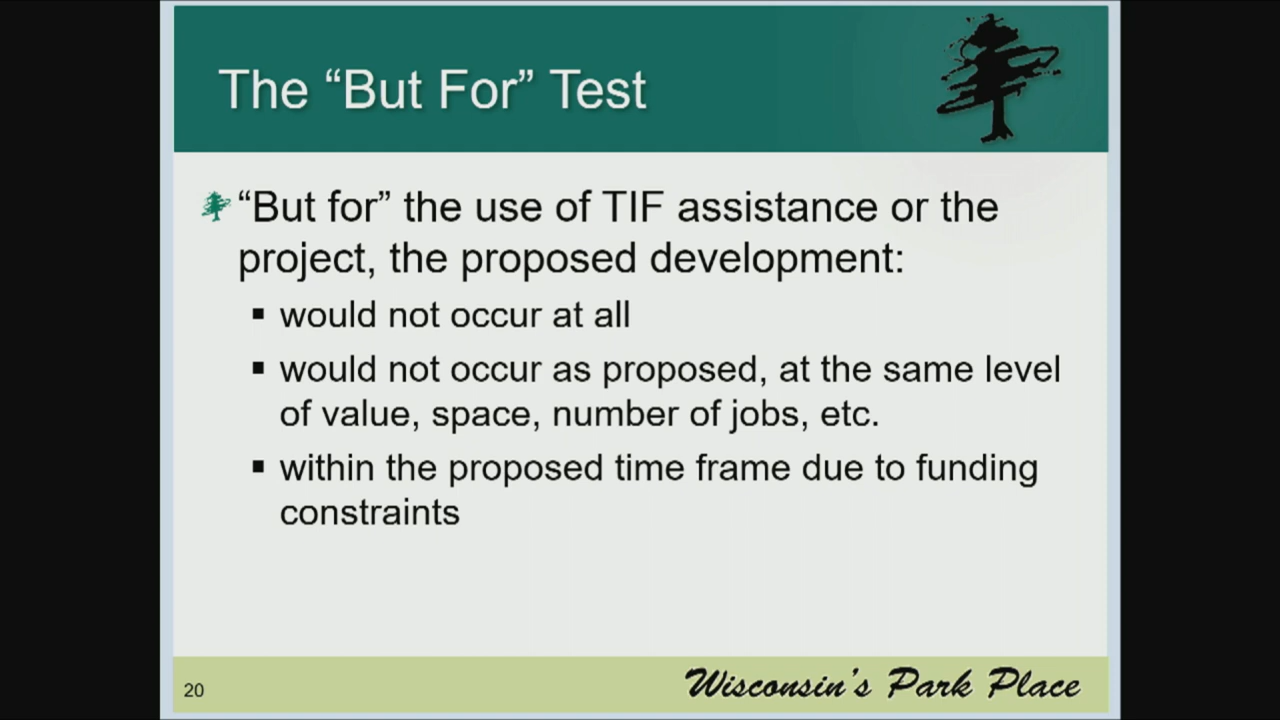 The “But For” Test
“But for” the use of TIF assistance or the
project, the proposed development:
▪ would not occur at all
▪ would not occur as proposed, at the same level
of value, space, number of jobs, etc.
▪ within the proposed time frame due to funding
constraints
20
Wisconsin's Park Place